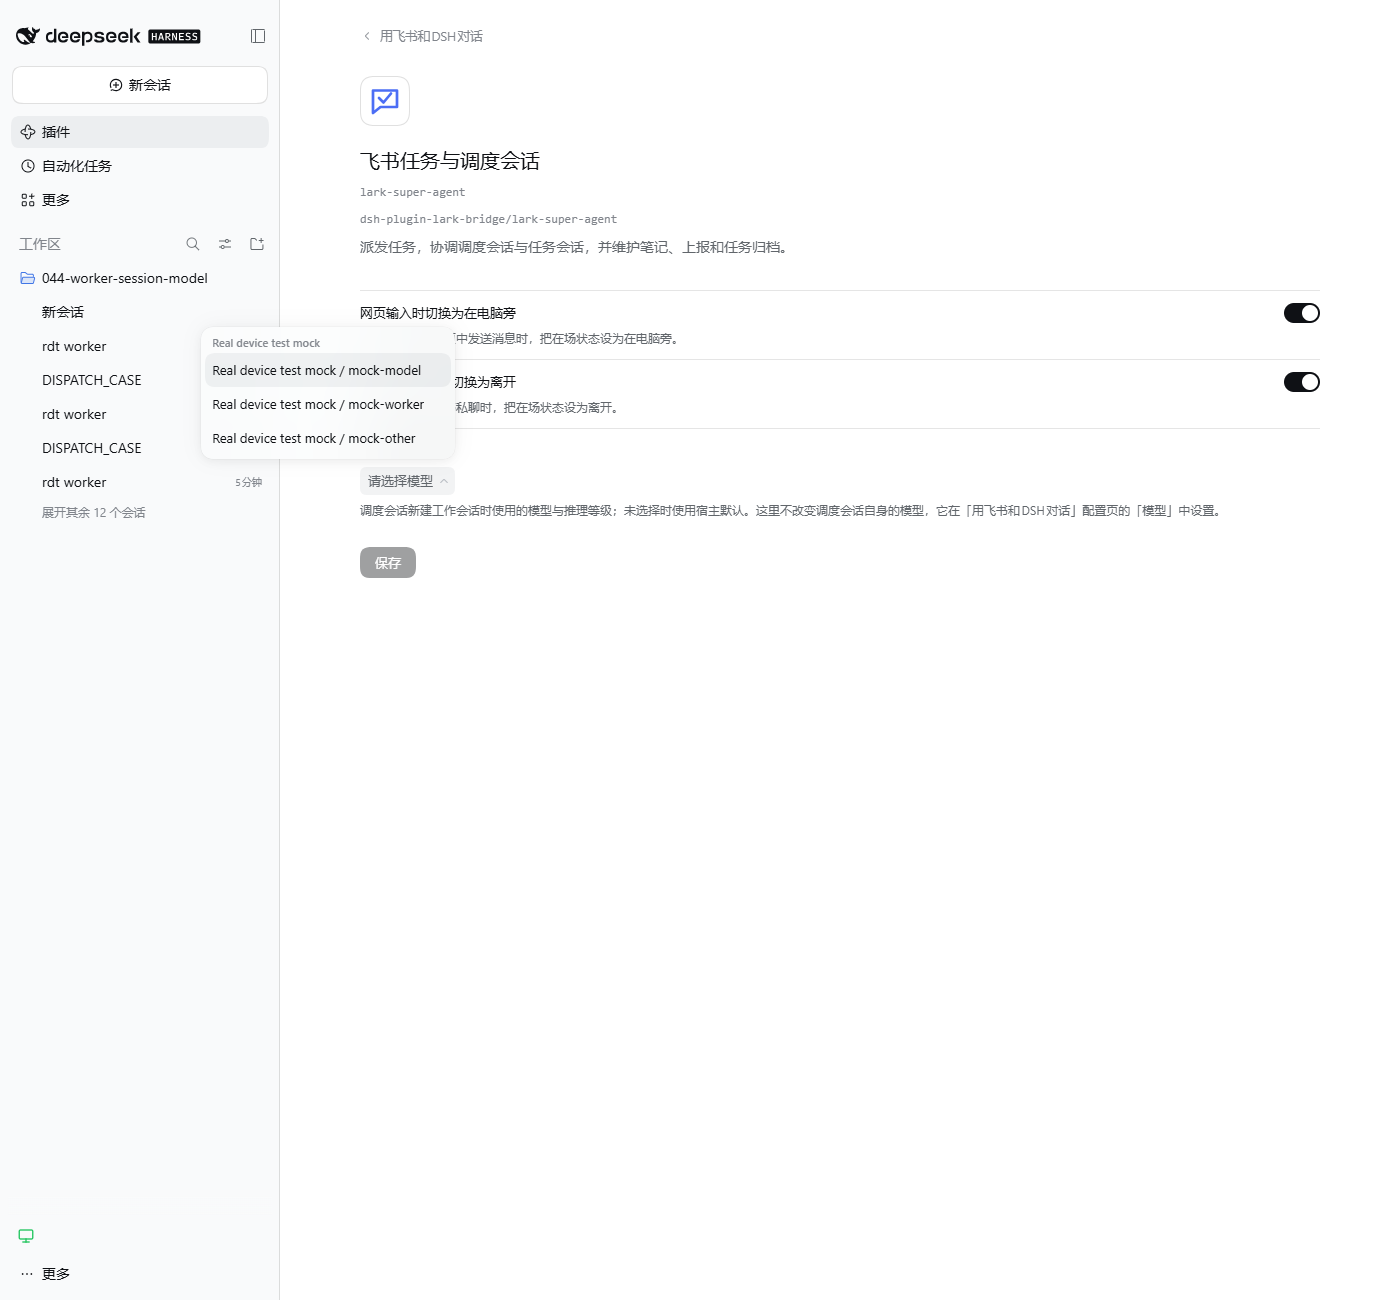 deepseek HARNESS
新会话
插件
自动化任务
更多
工作区
044-worker-session-model
新会话
rdt worker
DISPATCH_CASE
rdt worker
DISPATCH_CASE
rdt worker
5分钟
展开其余 12 个会话
更多
用飞书和DSH对话
飞书任务与调度会话
lark-super-agent
dsh-plugin-lark-bridge/lark-super-agent
派发任务，协调调度会话与任务会话，并维护笔记、上报和任务归档。
网页输入时切换为在电脑旁
中发送消息时，把在场状态设为在电脑旁。
切换为离开
私聊时，把在场状态设为离开。
Real device test mock
Real device test mock / mock-model
Real device test mock / mock-worker
Real device test mock / mock-other
请选择模型
调度会话新建工作会话时使用的模型与推理等级；未选择时使用宿主默认。这里不改变调度会话自身的模型，它在「用飞书和DSH对话」配置页的「模型」中设置。
保存